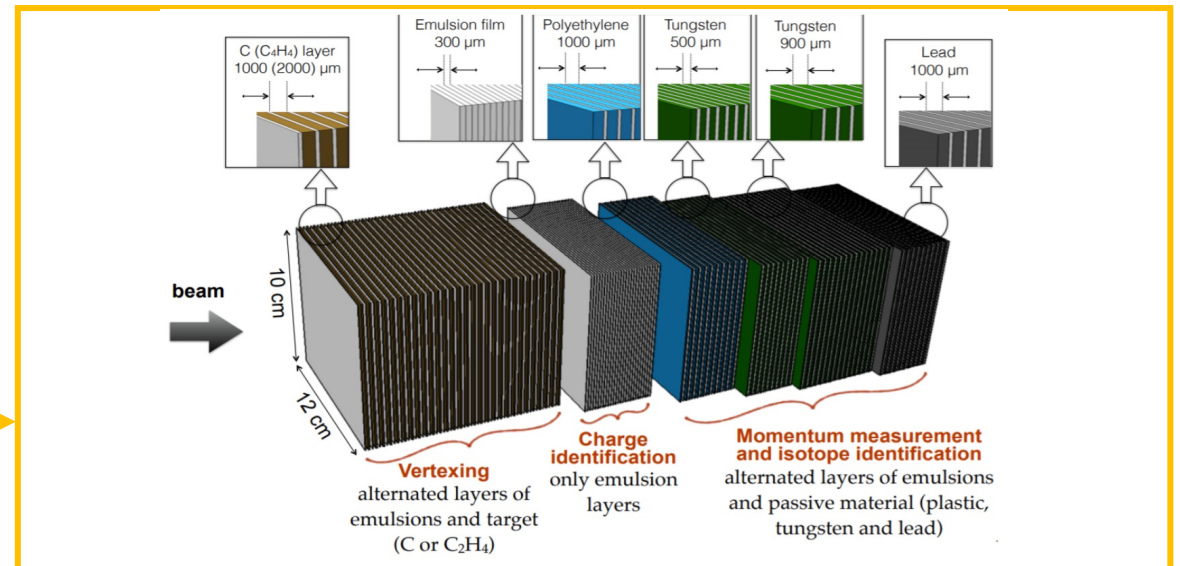 C (C₄H₄) layer
1000 (2000) μm
Emulsion film
300 μm
Polyethylene
1000 μm
Tungsten
500 μm
Tungsten
900 μm
Lead
1000 μm
beam
10 cm
12 cm
Vertexing
alternated layers of
emulsions and target
(C or C₂H₄)
Charge
identification
only emulsion
layers
Momentum measurement
and isotope identification
alternated layers of emulsions
and passive material (plastic,
tungsten and lead)